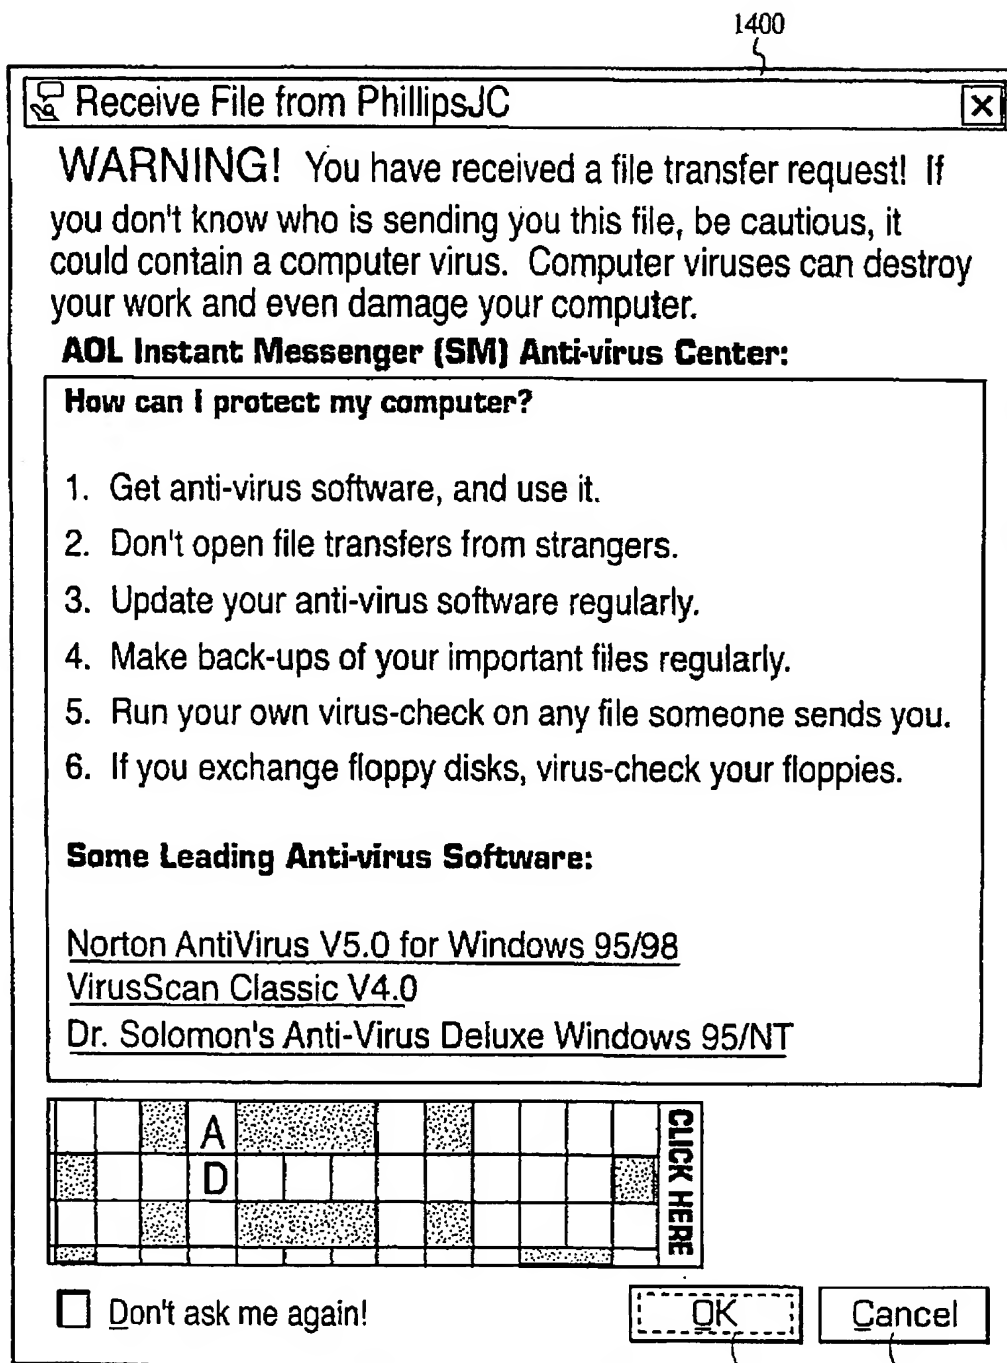 1400
Receive File from PhillipsJC
WARNING! You have received a file transfer request! If
you don't know who is sending you this file, be cautious, it
could contain a computer virus. Computer viruses can destroy
your work and even damage your computer.
AOL Instant Messenger (SM) Anti-virus Center:
How can I protect my computer?
1. Get anti-virus software, and use it.
2. Don't open file transfers from strangers.
3. Update your anti-virus software regularly.
4. Make back-ups of your important files regularly.
5. Run your own virus-check on any file someone sends you.
6. If you exchange floppy disks, virus-check your floppies.
Some Leading Anti-virus Software:
Norton AntiVirus V5.0 for Windows 95/98
VirusScan Classic V4.0
Dr. Solomon's Anti-Virus Deluxe Windows 95/NT
A
D
CLICK HERE
Don't ask me again!
OK
Cancel